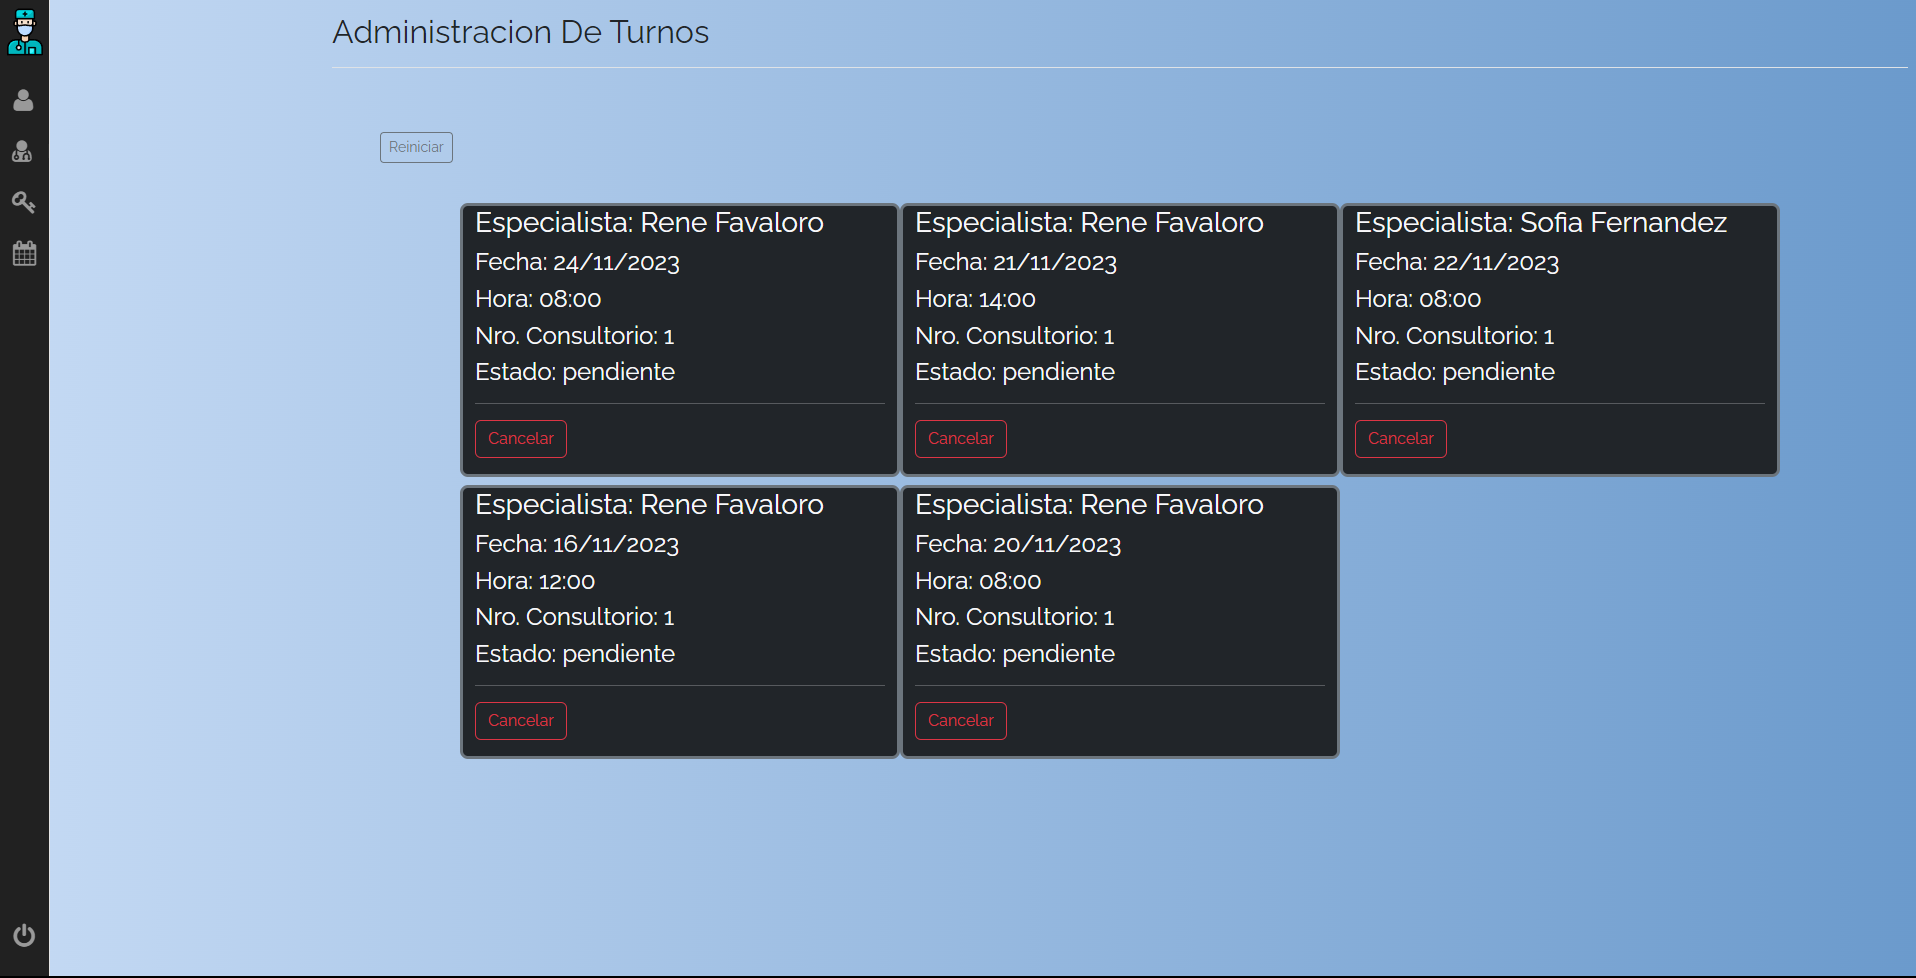 Administracion De Turnos
Reiniciar
Especialista: Rene Favaloro
Fecha: 24/11/2023
Hora: 08:00
Nro. Consultorio: 1
Estado: pendiente
Cancelar
Especialista: Rene Favaloro
Fecha: 21/11/2023
Hora: 14:00
Nro. Consultorio: 1
Estado: pendiente
Cancelar
Especialista: Sofia Fernandez
Fecha: 22/11/2023
Hora: 08:00
Nro. Consultorio: 1
Estado: pendiente
Cancelar
Especialista: Rene Favaloro
Fecha: 16/11/2023
Hora: 12:00
Nro. Consultorio: 1
Estado: pendiente
Cancelar
Especialista: Rene Favaloro
Fecha: 20/11/2023
Hora: 08:00
Nro. Consultorio: 1
Estado: pendiente
Cancelar